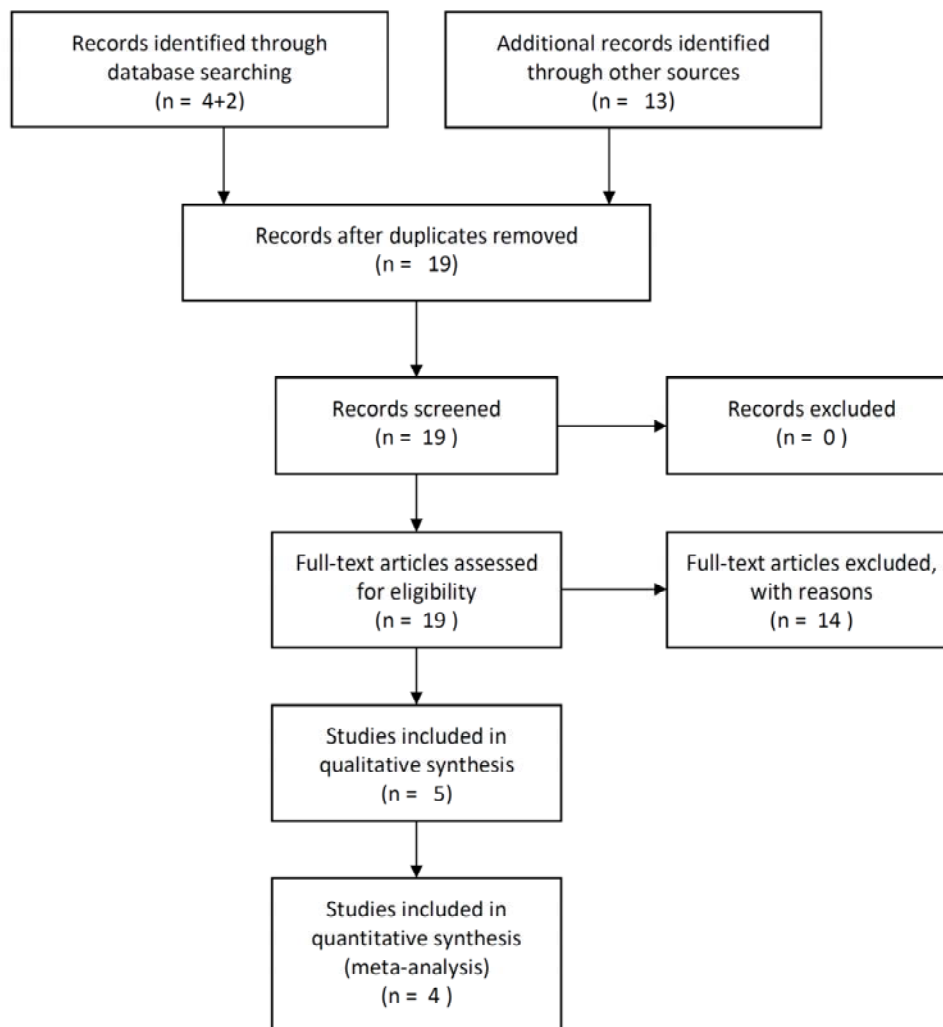 Records identified through
database searching
(n = 4+2)
Additional records identified
through other sources
(n = 13)
Records after duplicates removed
(n = 19)
Records screened
(n = 19 )
Records excluded
(n = 0 )
Full-text articles assessed
for eligibility
(n = 19 )
Full-text articles excluded,
with reasons
(n = 14 )
Studies included in
qualitative synthesis
(n = 5)
Studies included in
quantitative synthesis
(meta-analysis)
(n = 4 )